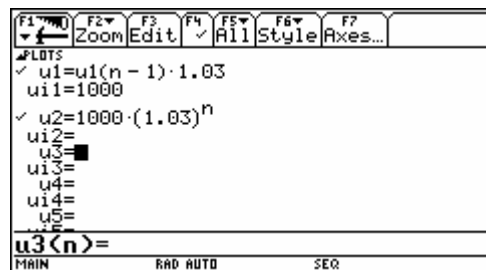 F1 F2 F3 F4 F5 F6 F7
Zoom Edit ✓ All Style Axes...
PLOTS
✓ u1=u1(n - 1)·1.03
ui1=1000
✓ u2=1000·(1.03)^n
ui2=
u3=
ui3=
u4=
ui4=
u5=
u3(n)=
MAIN RAD AUTO SEQ